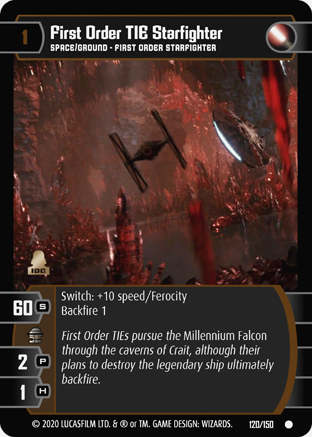 1 First Order TIE Starfighter
SPACE/GROUND - FIRST ORDER STARFIGHTER
IDC
60 S
Switch: +10 speed/Ferocity
Backfire 1
First Order TIEs pursue the Millennium Falcon
through the caverns of Crait, although their
plans to destroy the legendary ship ultimately
backfire.
2 P
1 H
© 2020 LUCASFILM LTD. & ® or TM. GAME DESIGN: WIZARDS. 120/150